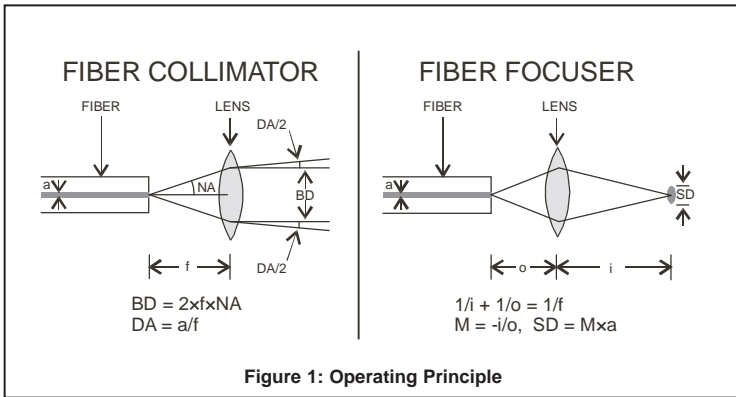 FIBER COLLIMATOR
FIBER
LENS
DA/2
a
NA
BD
f
DA/2
BD = 2×f×NA
DA = a/f
FIBER FOCUSER
FIBER
LENS
a
SD
o
i
1/i + 1/o = 1/f
M = -i/o, SD = M×a
Figure 1: Operating Principle